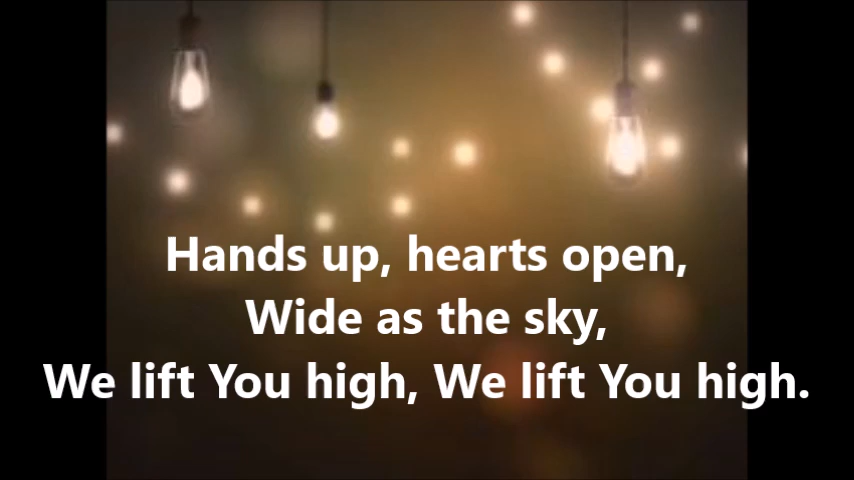 Hands up, hearts open,
Wide as the sky,
We lift You high, We lift You high.